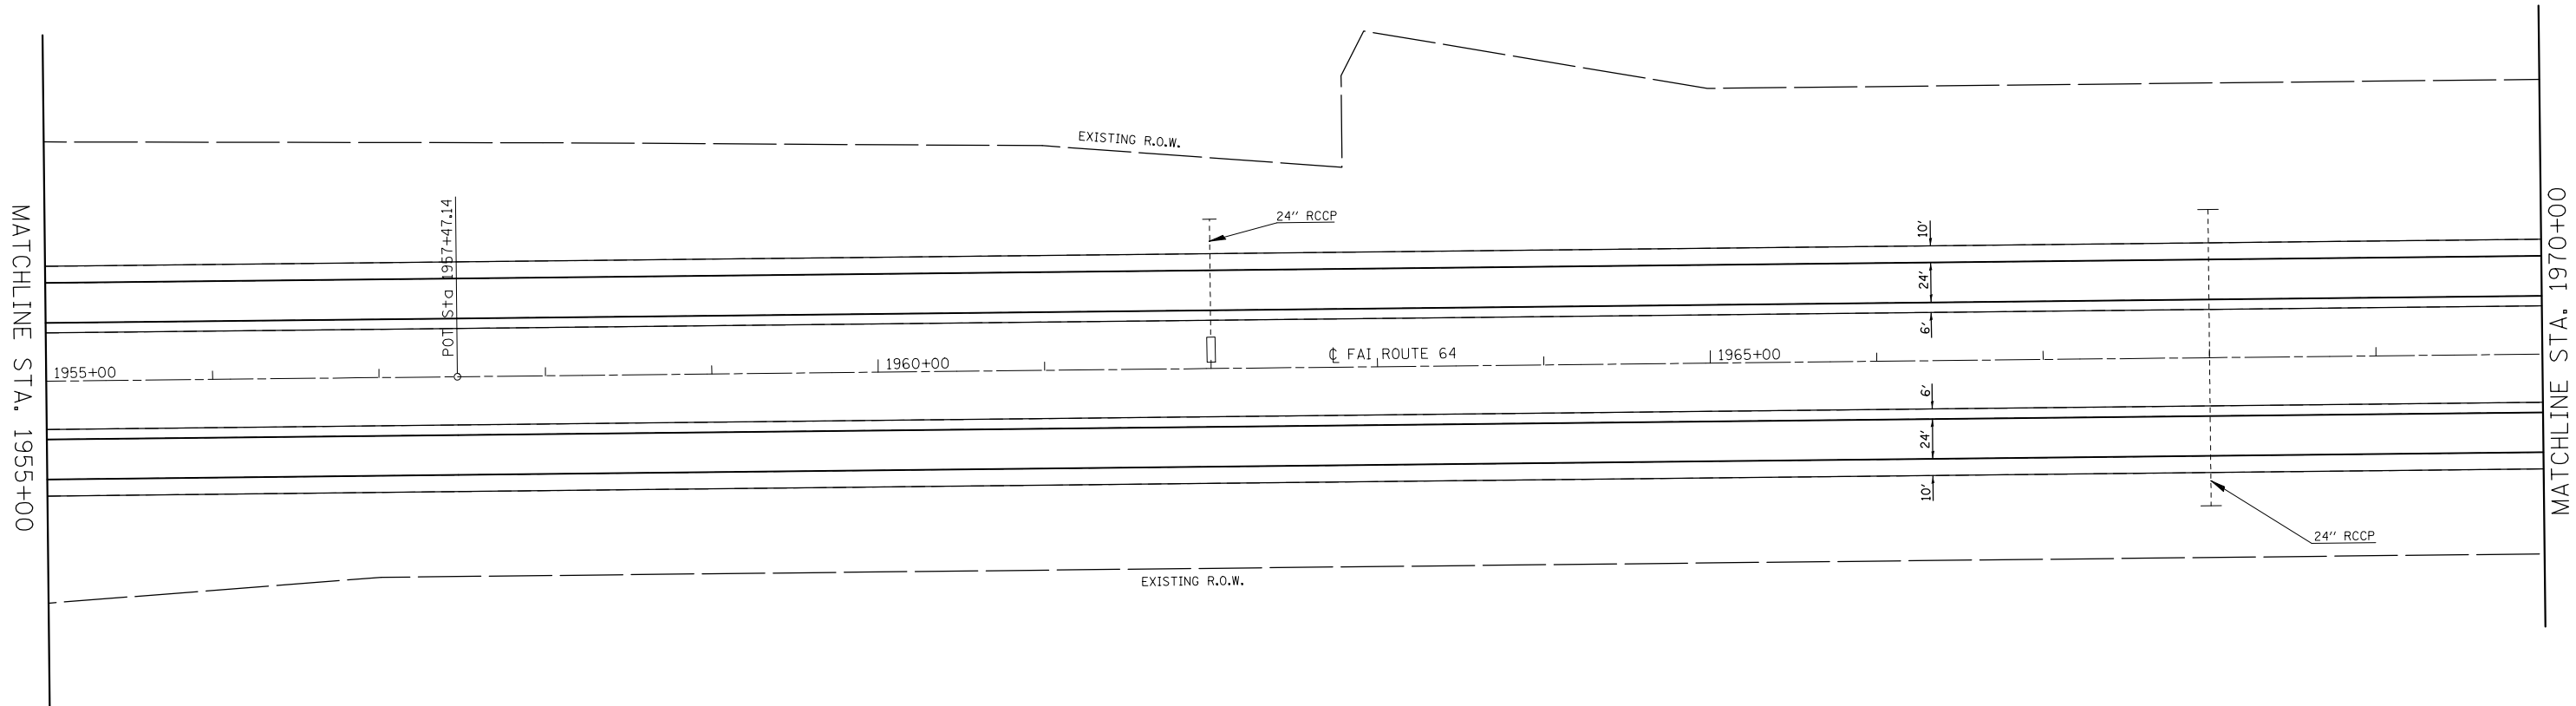 MATCHLINE STA. 1955+00
EXISTING R.O.W.
POT Sta 1957+47.14
24" RCCP
10'
24'
6'
1955+00
1960+00
₵ FAI ROUTE 64
1965+00
6'
24'
10'
24" RCCP
EXISTING R.O.W.
MATCHLINE STA. 1970+00